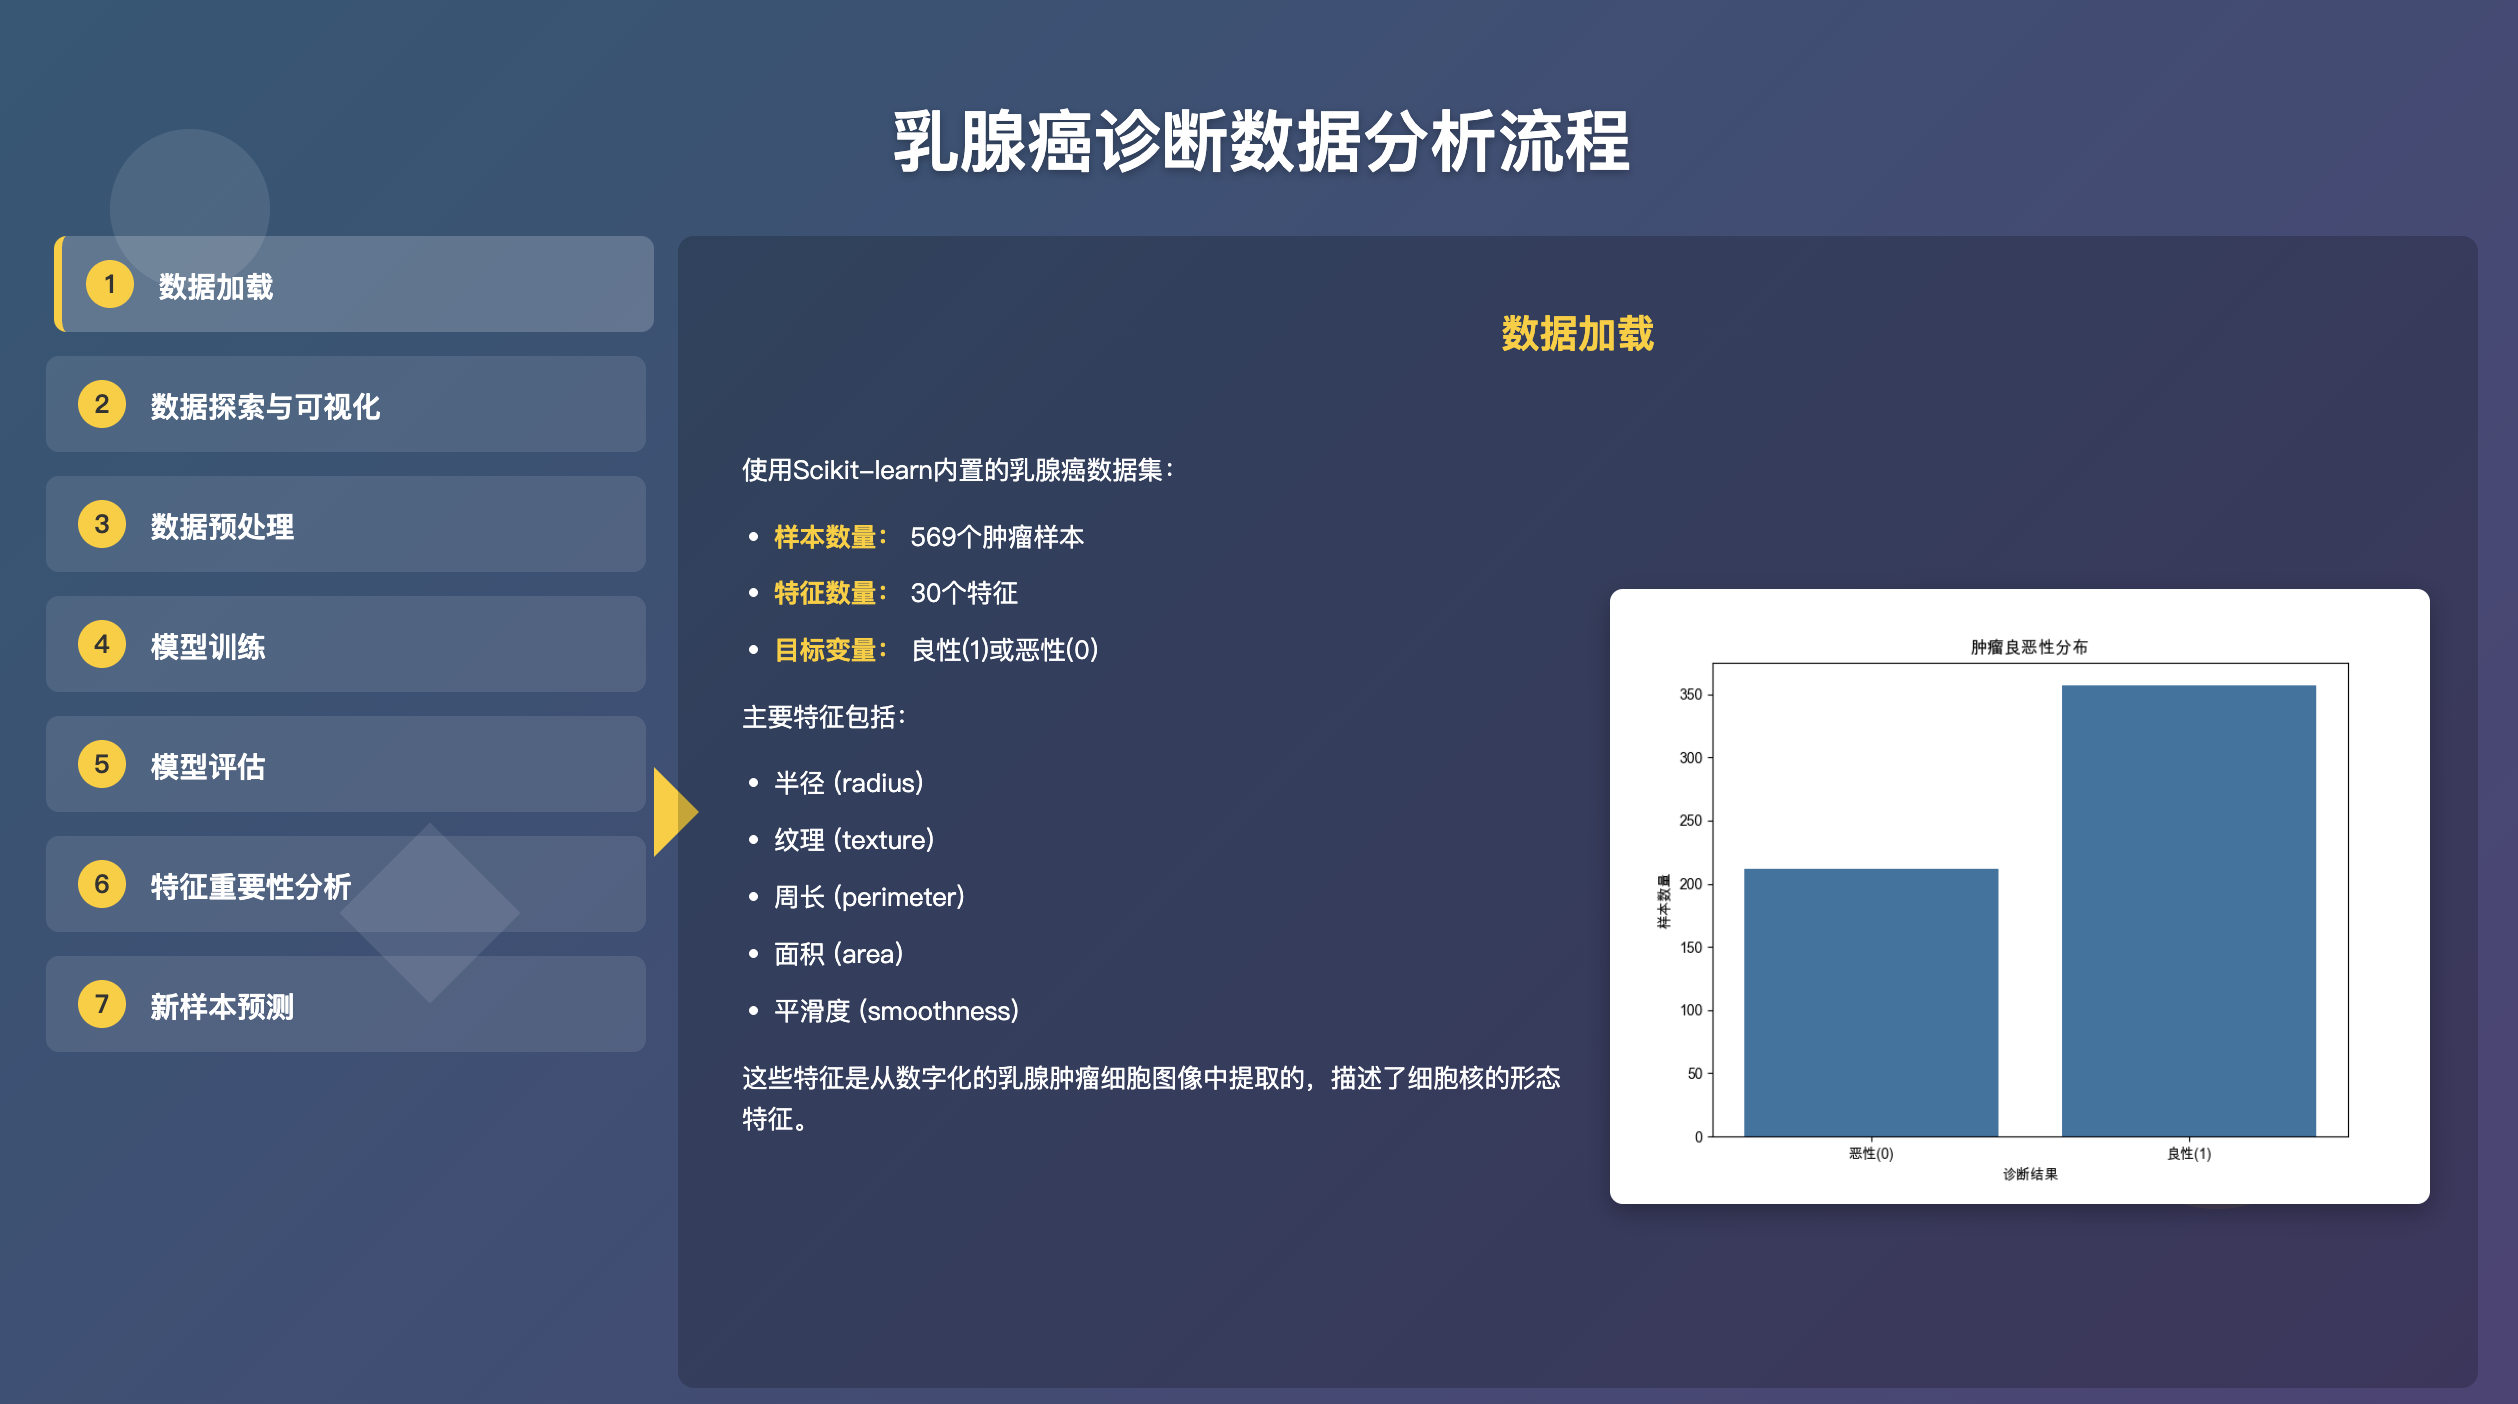 乳腺癌诊断数据分析流程
1 数据加载
2 数据探索与可视化
3 数据预处理
4 模型训练
5 模型评估
6 特征重要性分析
7 新样本预测
数据加载
使用Scikit-learn内置的乳腺癌数据集：
• 样本数量： 569个肿瘤样本
• 特征数量： 30个特征
• 目标变量： 良性(1)或恶性(0)
主要特征包括：
• 半径 (radius)
• 纹理 (texture)
• 周长 (perimeter)
• 面积 (area)
• 平滑度 (smoothness)
这些特征是从数字化的乳腺肿瘤细胞图像中提取的，描述了细胞核的形态
特征。
肿瘤良恶性分布
350
300
250
200
150
100
50
0
样本数量
恶性(0) 良性(1)
诊断结果